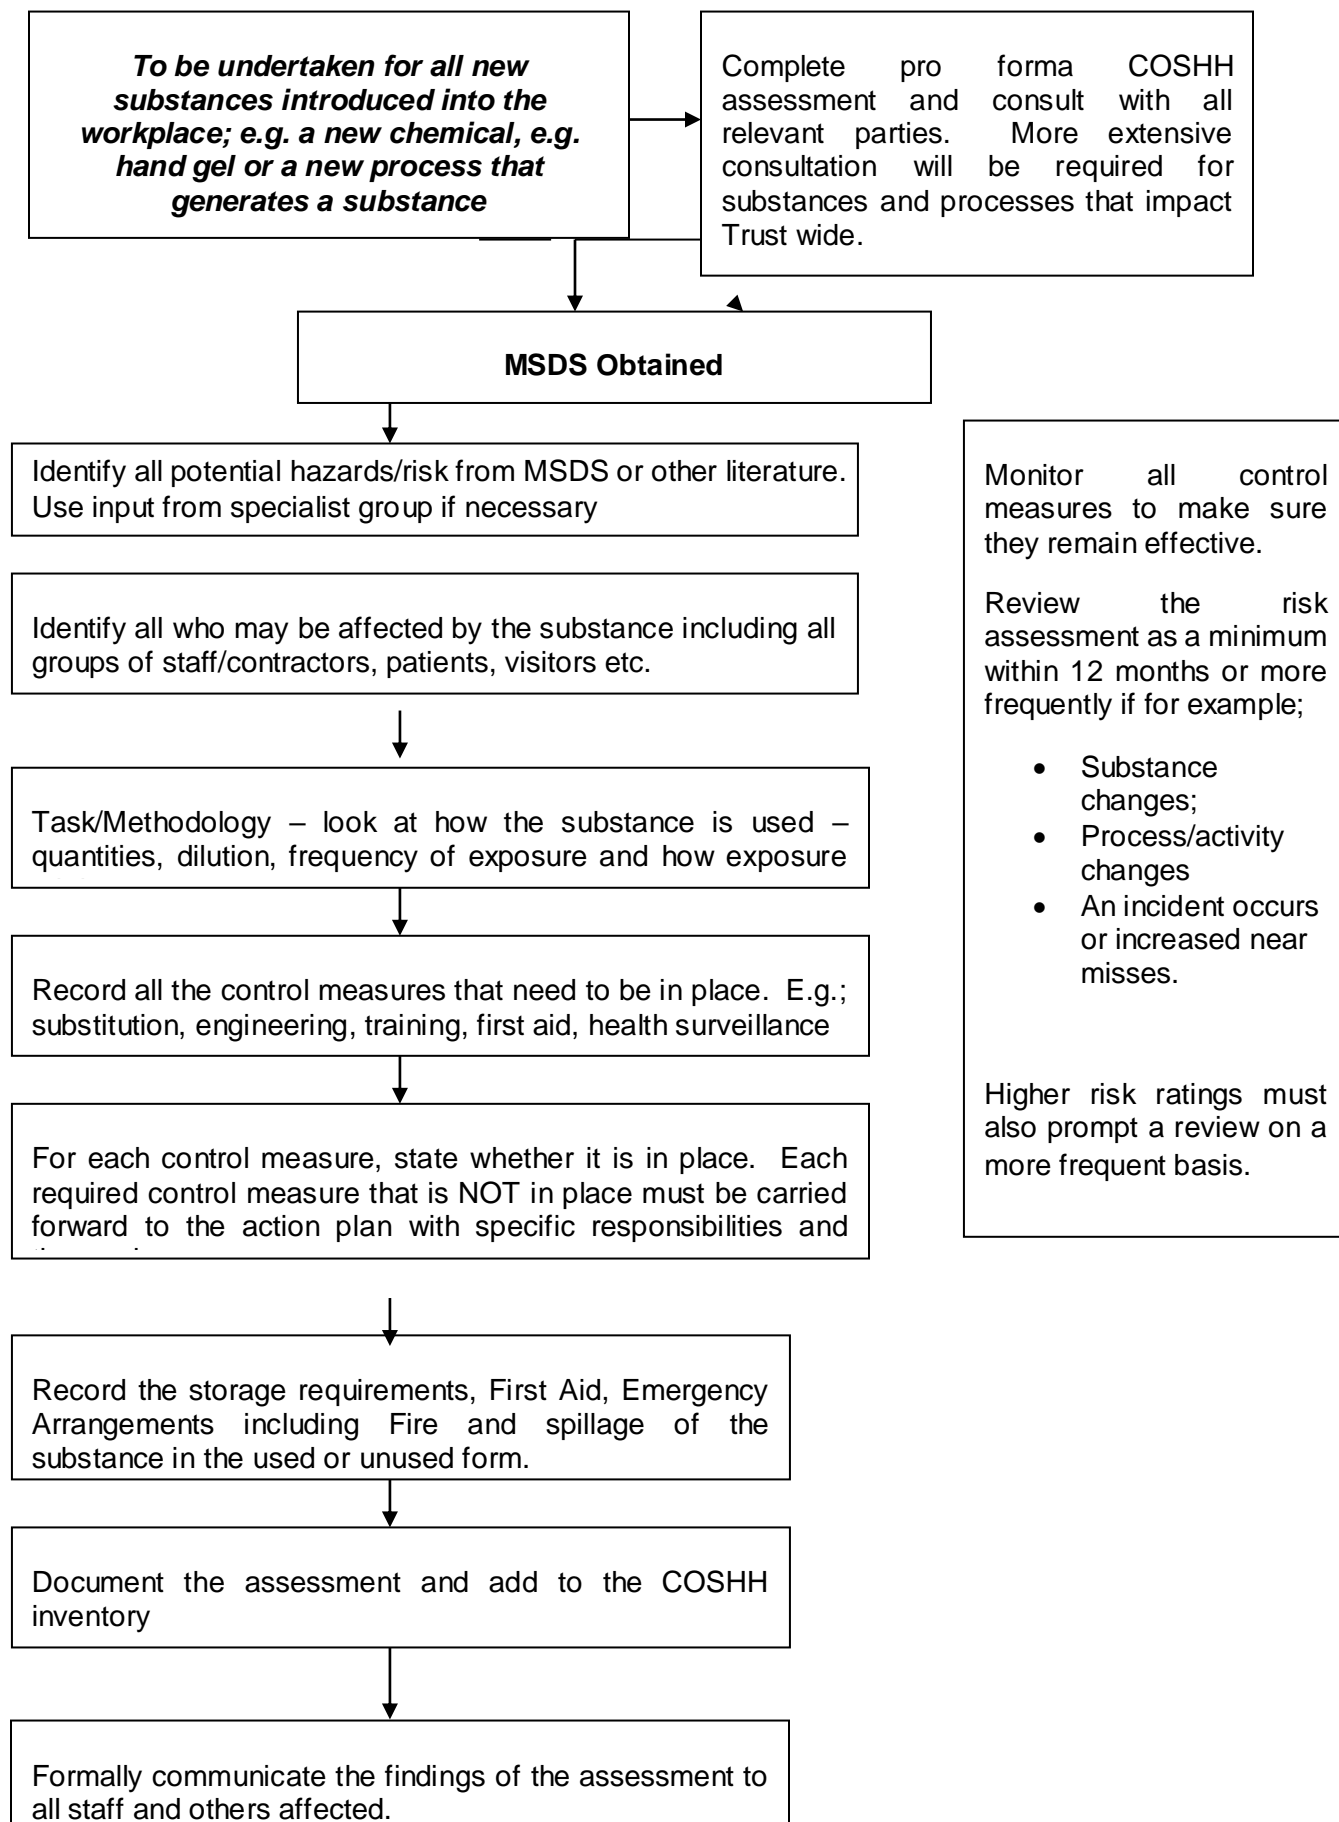 To be undertaken for all new
substances introduced into the
workplace; e.g. a new chemical, e.g.
hand gel or a new process that
generates a substance
Complete pro forma COSHH
assessment and consult with all
relevant parties. More extensive
consultation will be required for
substances and processes that impact
Trust wide.
MSDS Obtained
Identify all potential hazards/risk from MSDS or other literature.
Use input from specialist group if necessary
Identify all who may be affected by the substance including all
groups of staff/contractors, patients, visitors etc.
Task/Methodology – look at how the substance is used –
quantities, dilution, frequency of exposure and how exposure
Record all the control measures that need to be in place. E.g.;
substitution, engineering, training, first aid, health surveillance
For each control measure, state whether it is in place. Each
required control measure that is NOT in place must be carried
forward to the action plan with specific responsibilities and
Record the storage requirements, First Aid, Emergency
Arrangements including Fire and spillage of the
substance in the used or unused form.
Document the assessment and add to the COSHH
inventory
Formally communicate the findings of the assessment to
all staff and others affected.
Monitor all control
measures to make sure
they remain effective.
Review the risk
assessment as a minimum
within 12 months or more
frequently if for example;
• Substance
changes;
• Process/activity
changes
• An incident occurs
or increased near
misses.
Higher risk ratings must
also prompt a review on a
more frequent basis.